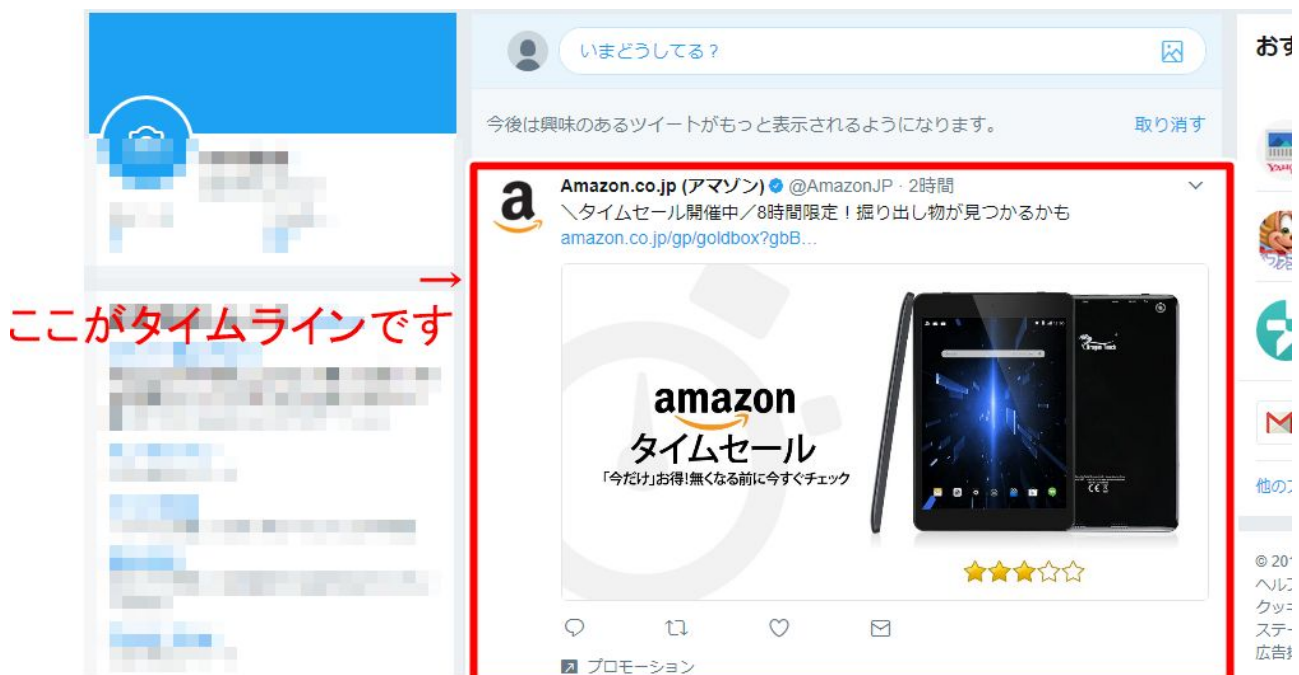 いまどうしてる？
おす
今後は興味のあるツイートがもっと表示されるようになります。
取り消す
Amazon.co.jp (アマゾン) @AmazonJP · 2時間
＼タイムセール開催中／8時間限定！掘り出し物が見つかるかも
amazon.co.jp/gp/goldbox?gbB...
→
ここがタイムラインです
amazon
タイムセール
「今だけ」お得!無くなる前に今すぐチェック
Dragon Touch
プロモーション
他の
© 201
ヘルプ
クッキ
ステー
広告